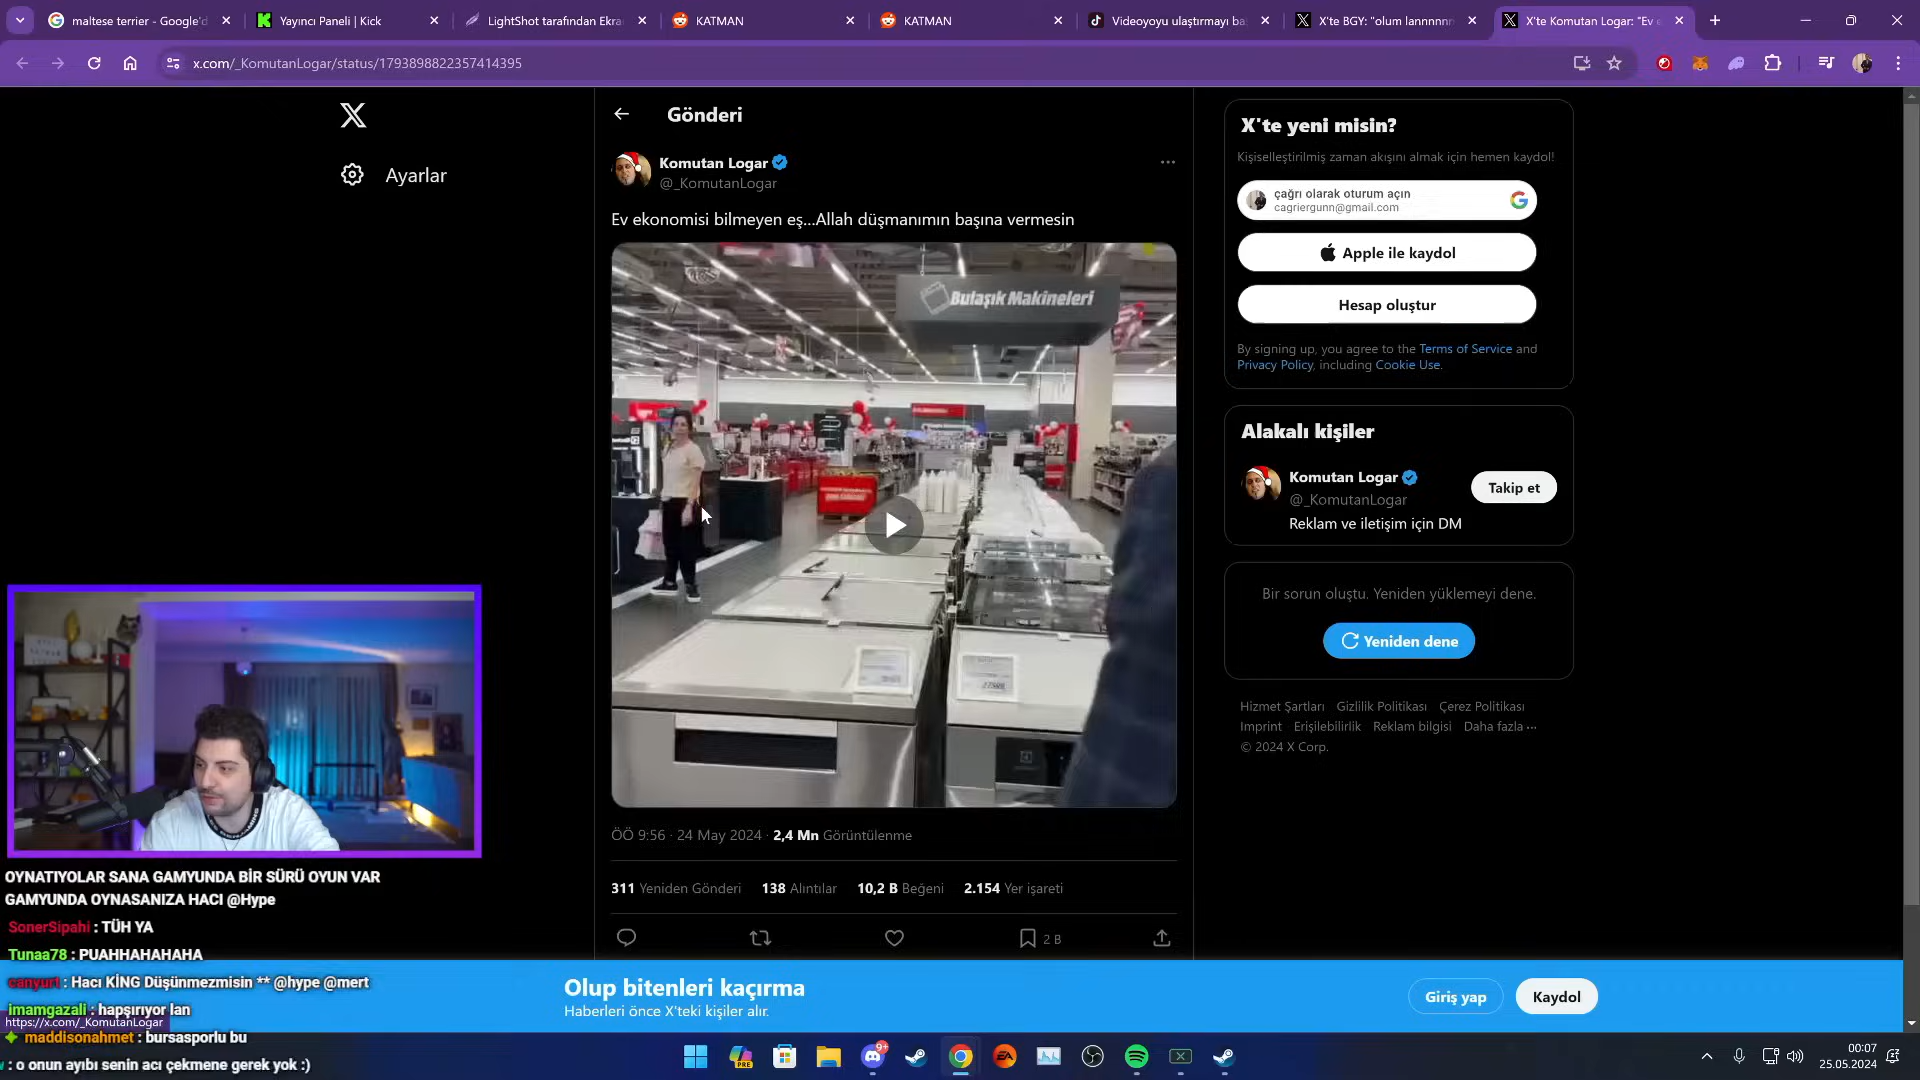 maltese terrier - Google'd
Yayıncı Paneli | Kick
LightShot tarafından Ekra
KATMAN
KATMAN
Videoyoyu ulaştırmayı ba
X'te BGY: "olum lannnnnn
X'te Komutan Logar: "Ev e
x.com/_KomutanLogar/status/1793898822357414395
Ayarlar
Gönderi
Komutan Logar
@_KomutanLogar
Ev ekonomisi bilmeyen eş...Allah düşmanımın başına vermesin
Bulaşık Makineleri
ÖÖ 9:56 · 24 May 2024 · 2,4 Mn Görüntülenme
311 Yeniden Gönderi 138 Alıntılar 10,2 B Beğeni 2.154 Yer işareti
2 B
X'te yeni misin?
Kişiselleştirilmiş zaman akışını almak için hemen kaydol!
çağrı olarak oturum açın
cagriergunn@gmail.com
Apple ile kaydol
Hesap oluştur
By signing up, you agree to the Terms of Service and
Privacy Policy, including Cookie Use.
Alakalı kişiler
Komutan Logar
@_KomutanLogar
Takip et
Reklam ve iletişim için DM
Bir sorun oluştu. Yeniden yüklemeyi dene.
Yeniden dene
Hizmet Şartları Gizlilik Politikası Çerez Politikası
Imprint Erişilebilirlik Reklam bilgisi Daha fazla ···
© 2024 X Corp.
OYNATIYOLAR SANA GAMYUNDA BİR SÜRÜ OYUN VAR
GAMYUNDA OYNASANIZA HACI @Hype
SonerSipahi : TÜH YA
Tunaa78 : PUAHHAHAHAHA
canyurt : Hacı KİNG Düşünmezmisin ** @hype @mert
imamgazali : hapşırıyor lan
https://x.com/_KomutanLogar
maddisonahmet : bursasporlu bu
: o onun ayıbı senin acı çekmene gerek yok :)
Olup bitenleri kaçırma
Haberleri önce X'teki kişiler alır.
Giriş yap
Kaydol
PRE
9+
EA
00:07
25.05.2024